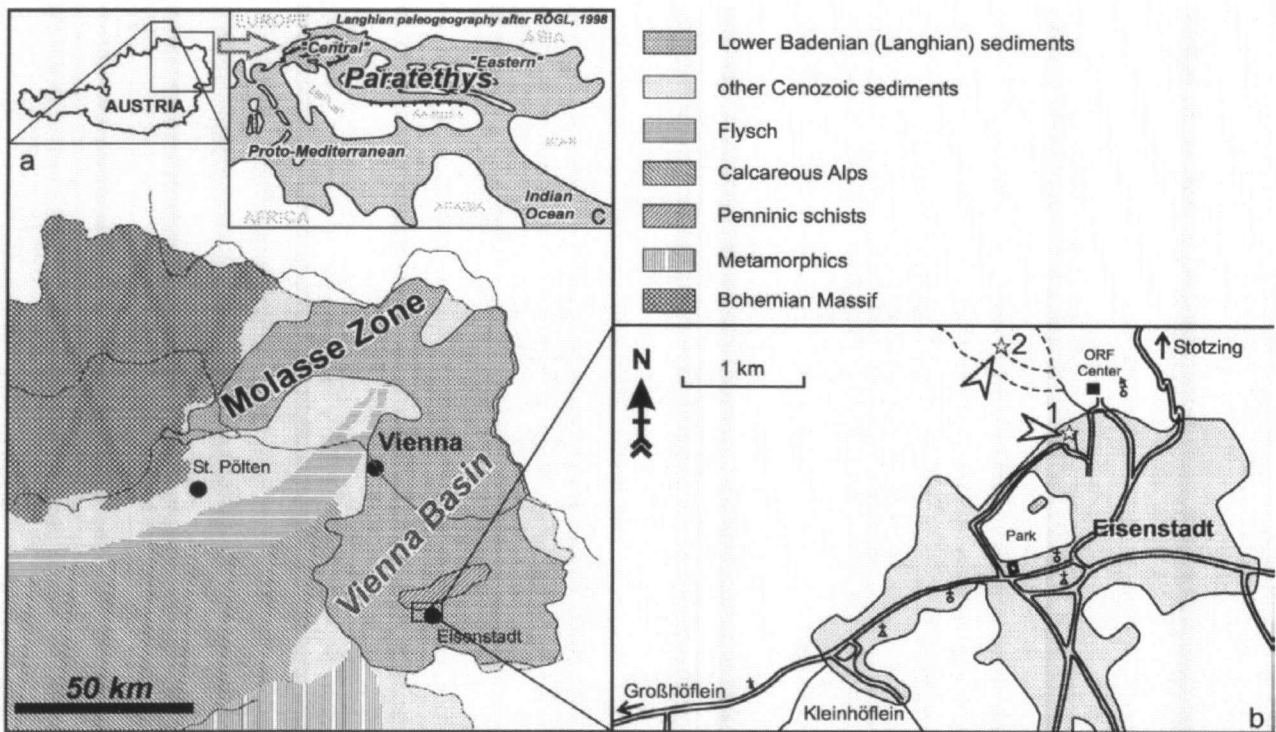 a
AUSTRIA
EUROPE
Langhian paleogeography after RÖGL, 1998
ASIA
"Central"
"Eastern"
Paratethys
Proto-Mediterranean
IRAN
AFRICA
ARABIA
Indian
Ocean
c
Lower Badenian (Langhian) sediments
other Cenozoic sediments
Flysch
Calcareous Alps
Penninic schists
Metamorphics
Bohemian Massif
Molasse Zone
Vienna
St. Pölten
Vienna Basin
Eisenstadt
50 km
N
1 km
2
ORF
Center
Stotzing
1
Park
Eisenstadt
Großhöflein
Kleinhöflein
b